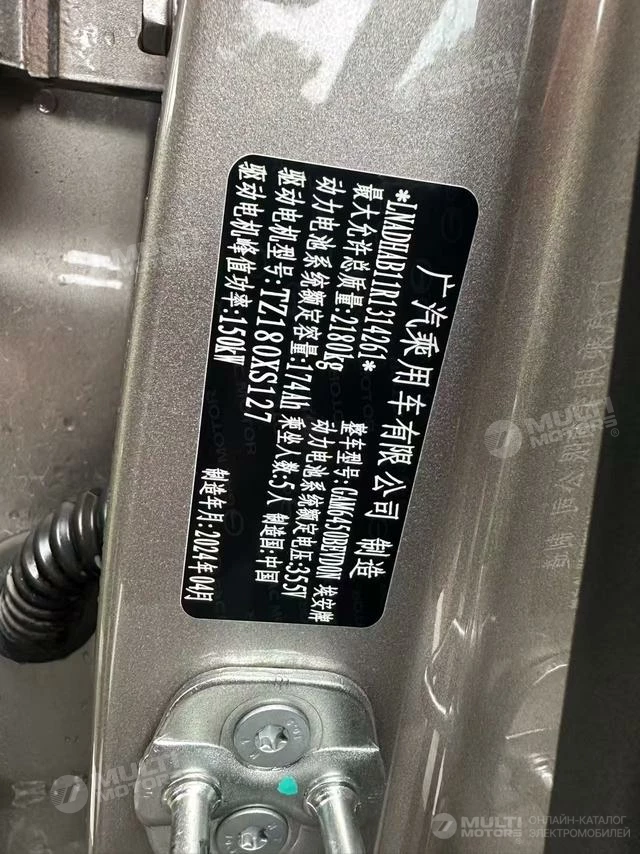 广汽乘用车有限公司 制造
*LNADHAB11R1314261* 整车型号:GAM6450BEVD0N 埃安牌
最大允许总质量:2180kg 动力电池系统额定电压:355V
动力电池系统额定容量:174Ah 乘坐人数:5人 制造国:中国
驱动电机型号:TZ180XS127
驱动电机峰值功率:150kW 制造年月:2024年04月
MULTI MOTORS
MULTI MOTORS
MULTI MOTORS
MULTI MOTORS ОНЛАЙН-КАТАЛОГ ЭЛЕКТРОМОБИЛЕЙ